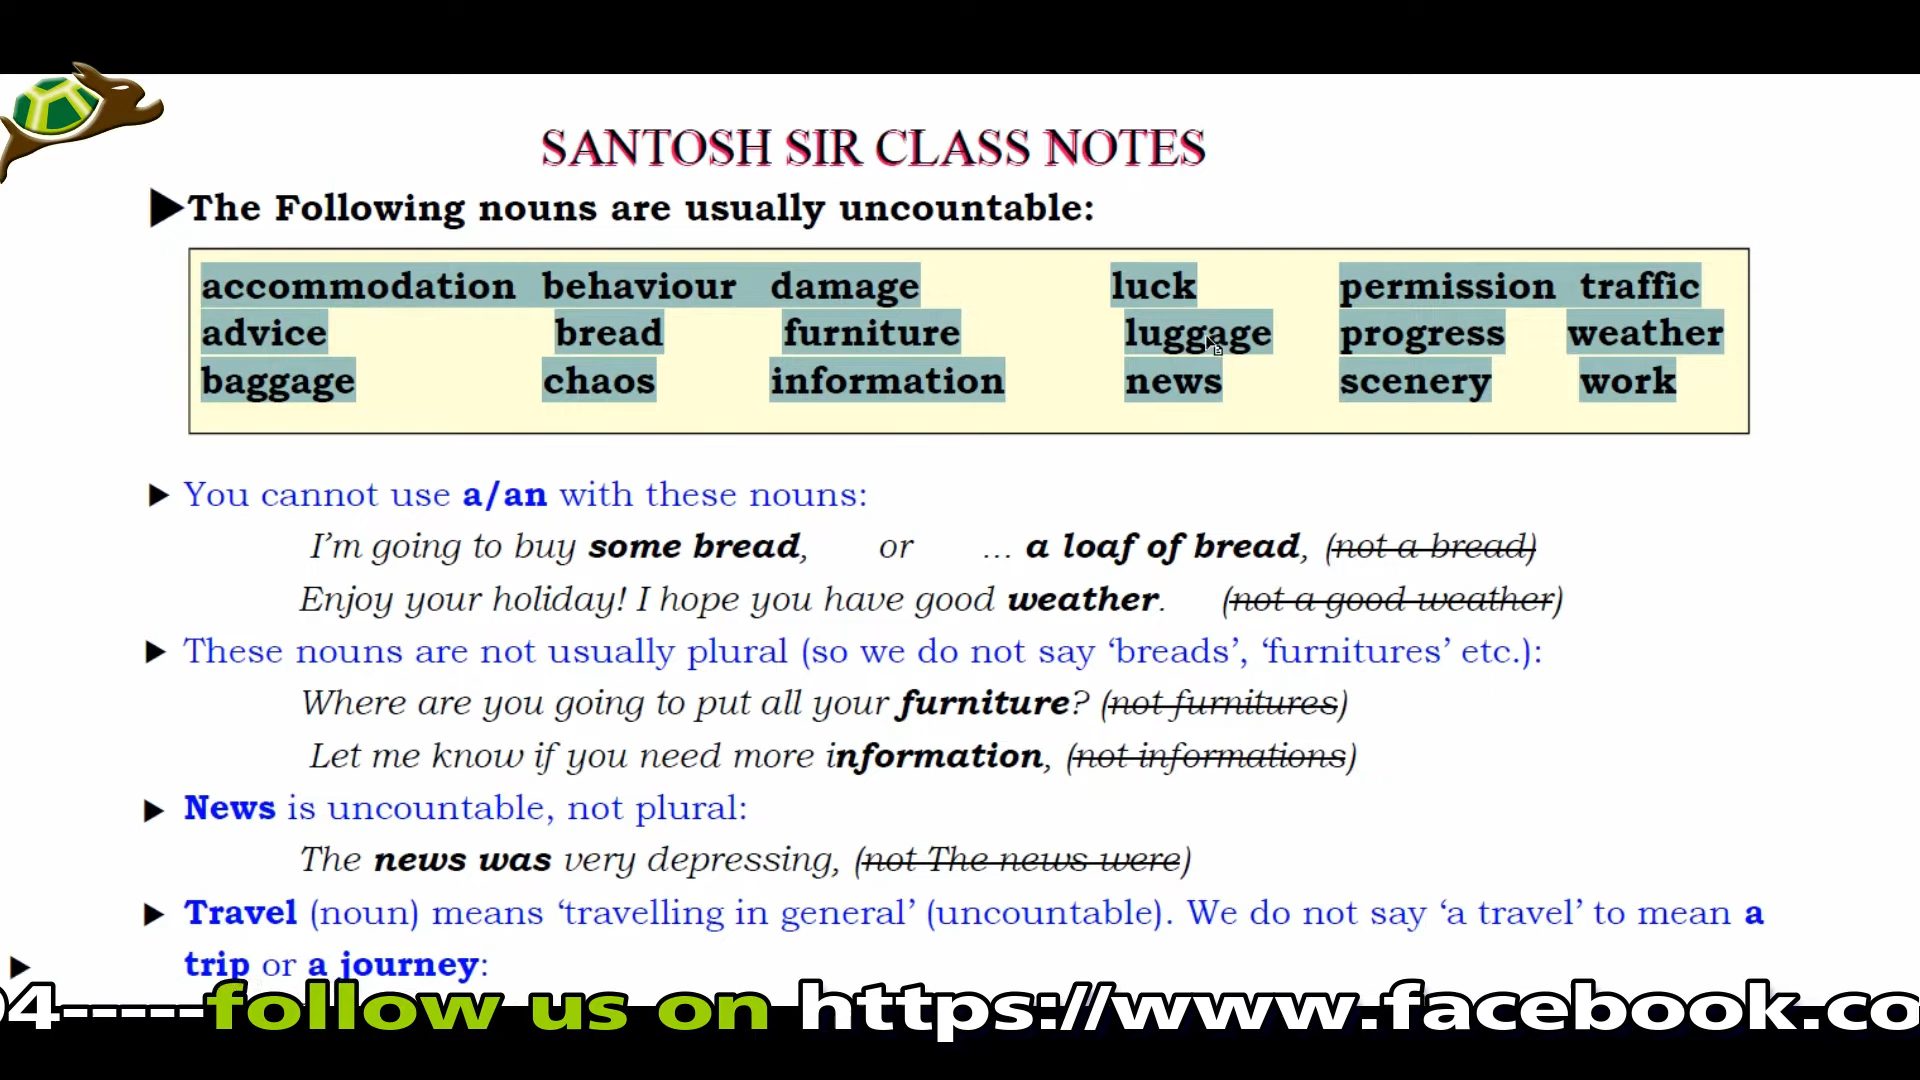 SANTOSH SIR CLASS NOTES
The Following nouns are usually uncountable:
accommodation behaviour damage luck permission traffic
advice bread furniture luggage progress weather
baggage chaos information news scenery work
You cannot use a/an with these nouns:
I'm going to buy some bread, or ... a loaf of bread, (not a bread)
Enjoy your holiday! I hope you have good weather. (not a good weather)
These nouns are not usually plural (so we do not say ‘breads’, ‘furnitures’ etc.):
Where are you going to put all your furniture? (not furnitures)
Let me know if you need more information, (not informations)
News is uncountable, not plural:
The news was very depressing, (not The news were)
Travel (noun) means ‘travelling in general’ (uncountable). We do not say ‘a travel’ to mean a
trip or a journey:
04-----follow us on https://www.facebook.co